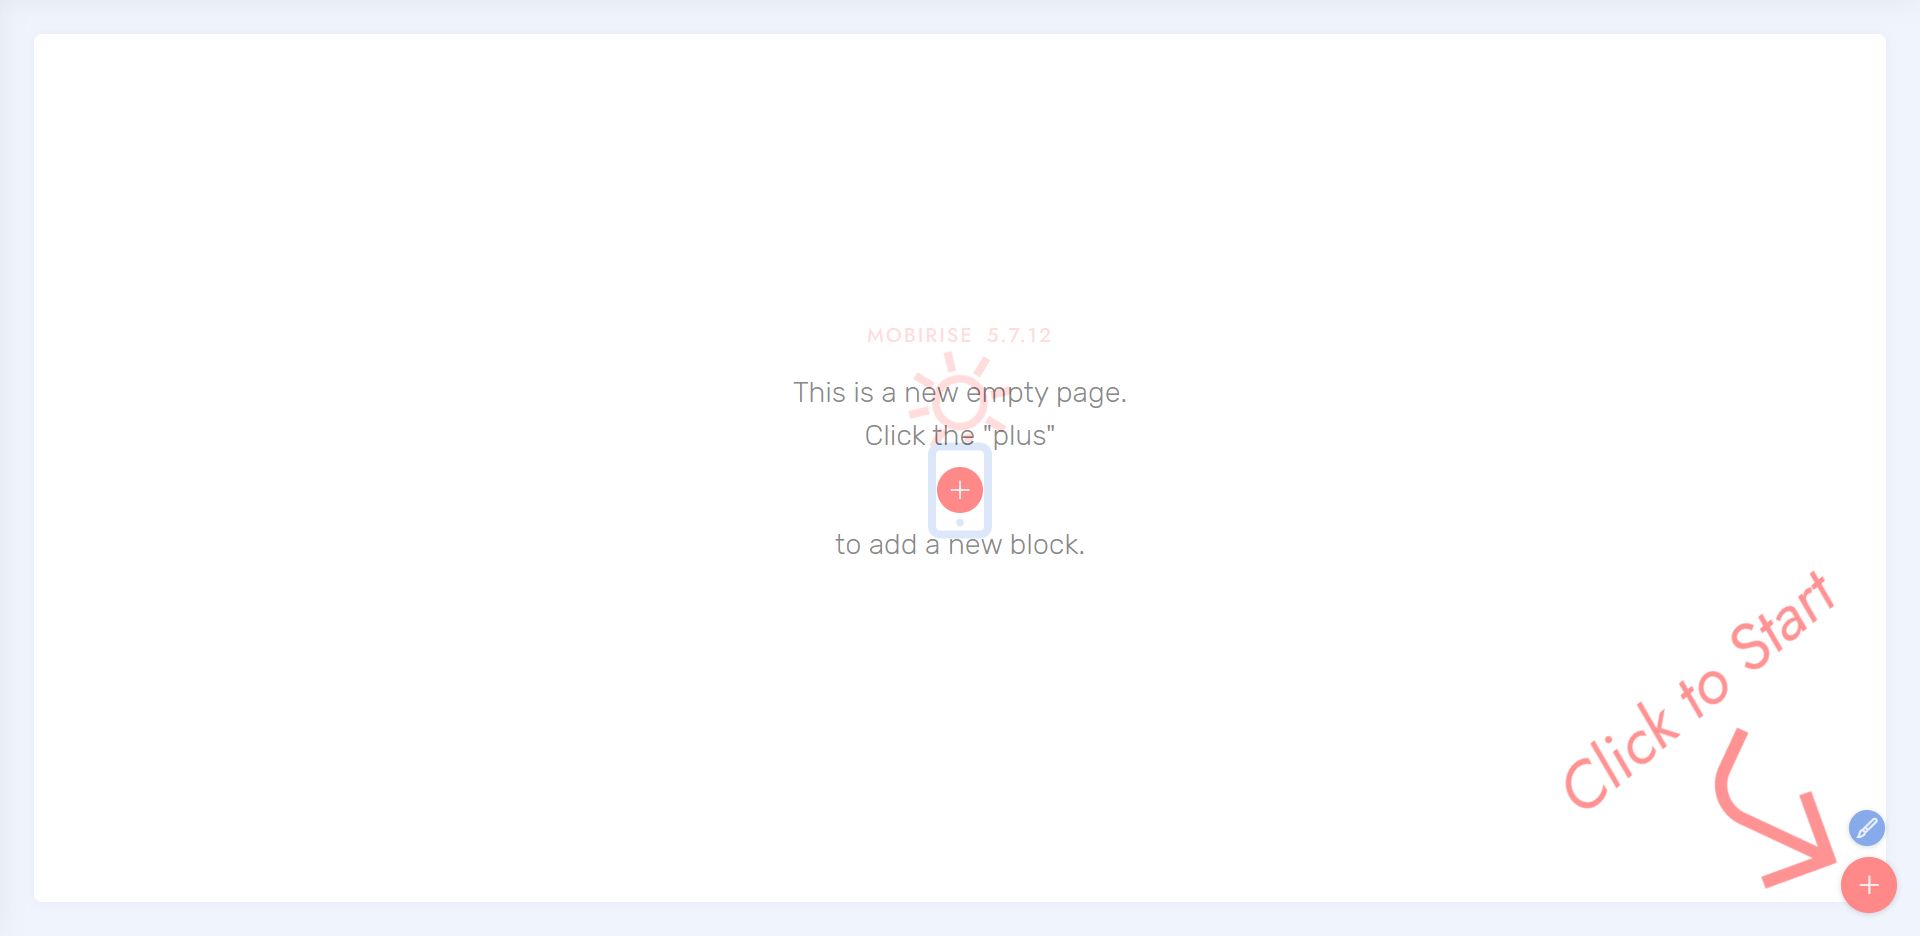 MOBIRISE 5.7.12
This is a new empty page.
Click the "plus"
to add a new block.
Click to Start